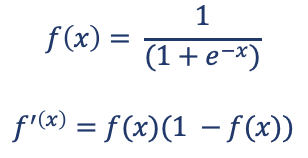 f(x) = 1 / (1 + e^{-x})
f'^{(x)} = f(x)(1 − f(x))